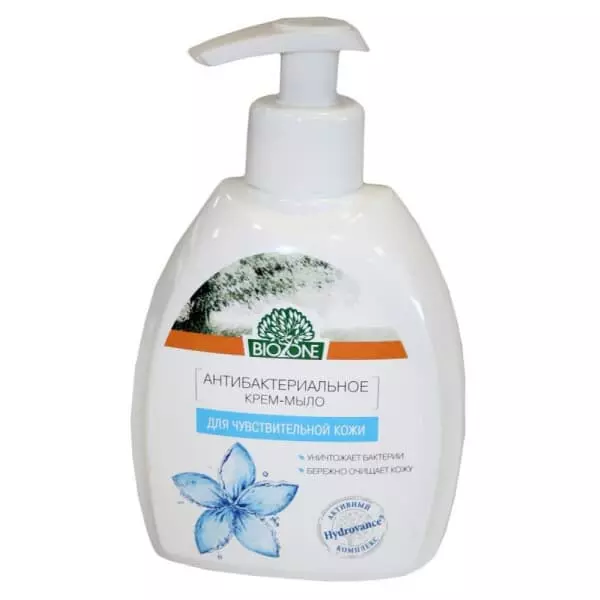 BIOZONE
АНТИБАКТЕРИАЛЬНОЕ
КРЕМ-МЫЛО
ДЛЯ ЧУВСТВИТЕЛЬНОЙ КОЖИ
УНИЧТОЖАЕТ БАКТЕРИИ
БЕРЕЖНО ОЧИЩАЕТ КОЖУ
АКТИВНЫЙ
Hydrovance®
КОМПЛЕКС